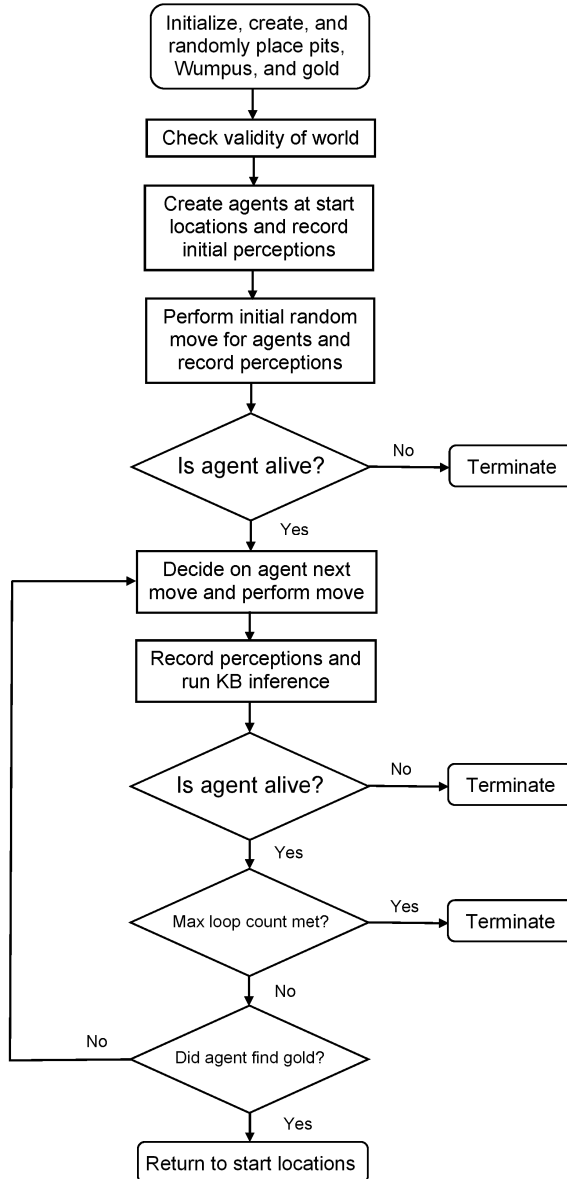 Initialize, create, and
randomly place pits,
Wumpus, and gold
Check validity of world
Create agents at start
locations and record
initial perceptions
Perform initial random
move for agents and
record perceptions
Is agent alive?
No
Terminate
Yes
Decide on agent next
move and perform move
Record perceptions and
run KB inference
Is agent alive?
No
Terminate
Yes
Max loop count met?
Yes
Terminate
No
No
Did agent find gold?
Yes
Return to start locations